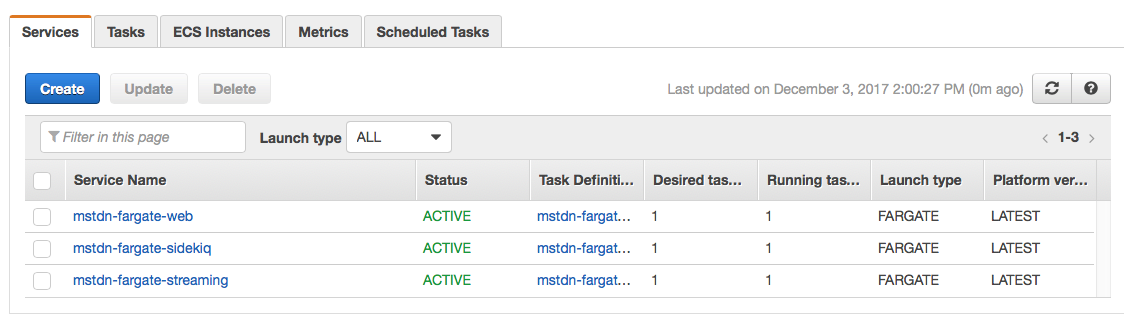 Services Tasks ECS Instances Metrics Scheduled Tasks
Create Update Delete Last updated on December 3, 2017 2:00:27 PM (0m ago)
Filter in this page Launch type ALL < 1-3 >
Service Name Status Task Definiti... Desired tas... Running tas... Launch type Platform ver...
mstdn-fargate-web ACTIVE mstdn-fargat... 1 1 FARGATE LATEST
mstdn-fargate-sidekiq ACTIVE mstdn-fargat... 1 1 FARGATE LATEST
mstdn-fargate-streaming ACTIVE mstdn-fargat... 1 1 FARGATE LATEST